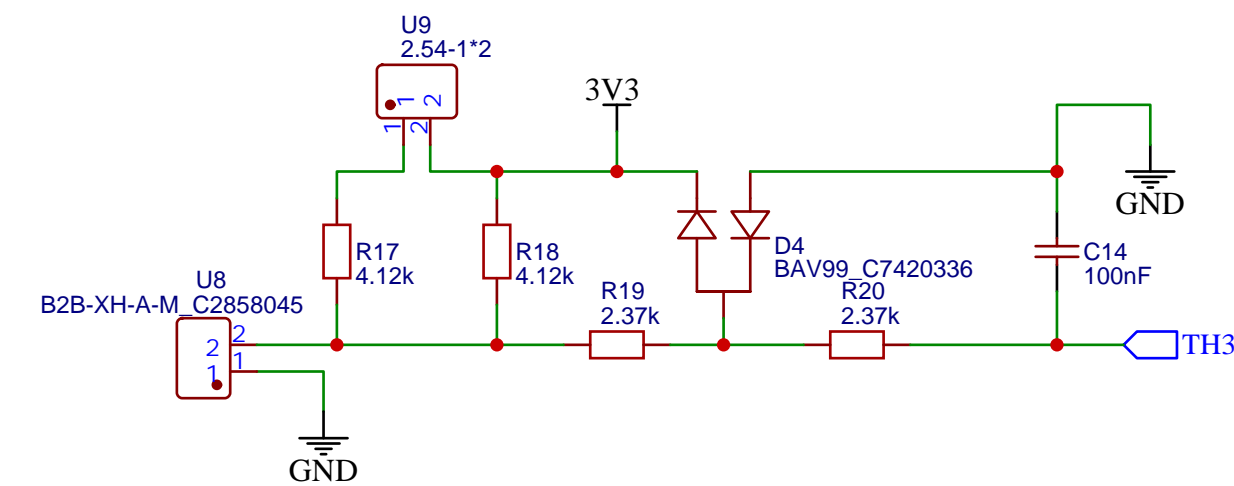 U9
2.54-1*2
1
2
1
2
3V3
GND
R17
4.12k
R18
4.12k
D4
BAV99_C7420336
C14
100nF
U8
B2B-XH-A-M_C2858045
R19
2.37k
R20
2.37k
2
2
1
1
TH3
GND